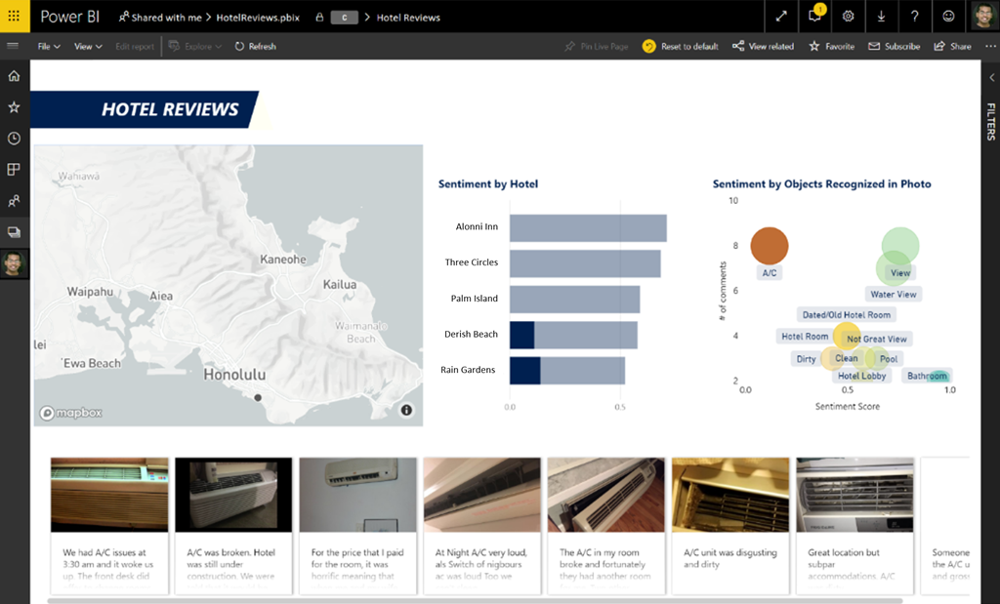 Power BI
Shared with me > HotelReviews.pbix
C
> Hotel Reviews
1
?
File
View
Edit report
Explore
Refresh
Pin Live Page
Reset to default
View related
Favorite
Subscribe
Share
FILTERS
HOTEL REVIEWS
Wahiawā
Kaneohe
Kailua
Waipahu
Aiea
Waimanalo
Beach
lei
'Ewa Beach
Honolulu
mapbox
Sentiment by Hotel
Alonni Inn
Three Circles
Palm Island
Derish Beach
Rain Gardens
0.0
0.5
Sentiment by Objects Recognized in Photo
# of comments
10
8
6
4
2
A/C
View
Water View
Dated/Old Hotel Room
Hotel Room
Not Great View
Dirty
Clean
Pool
Hotel Lobby
Bathroom
0.0
0.5
1.0
Sentiment Score
We had A/C issues at
3:30 am and it woke us
up. The front desk did
A/C was broken. Hotel
was still under
construction. We were
For the price that I paid
for the room, it was
horrific meaning that
At Night A/C very loud,
als Switch of nigbours
ac was loud Too we
The A/C in my room
broke and fortunately
they had another room
A/C unit was disgusting
and dirty
Great location but
subpar
accommodations. A/C
Someone
the A/C u
and gross